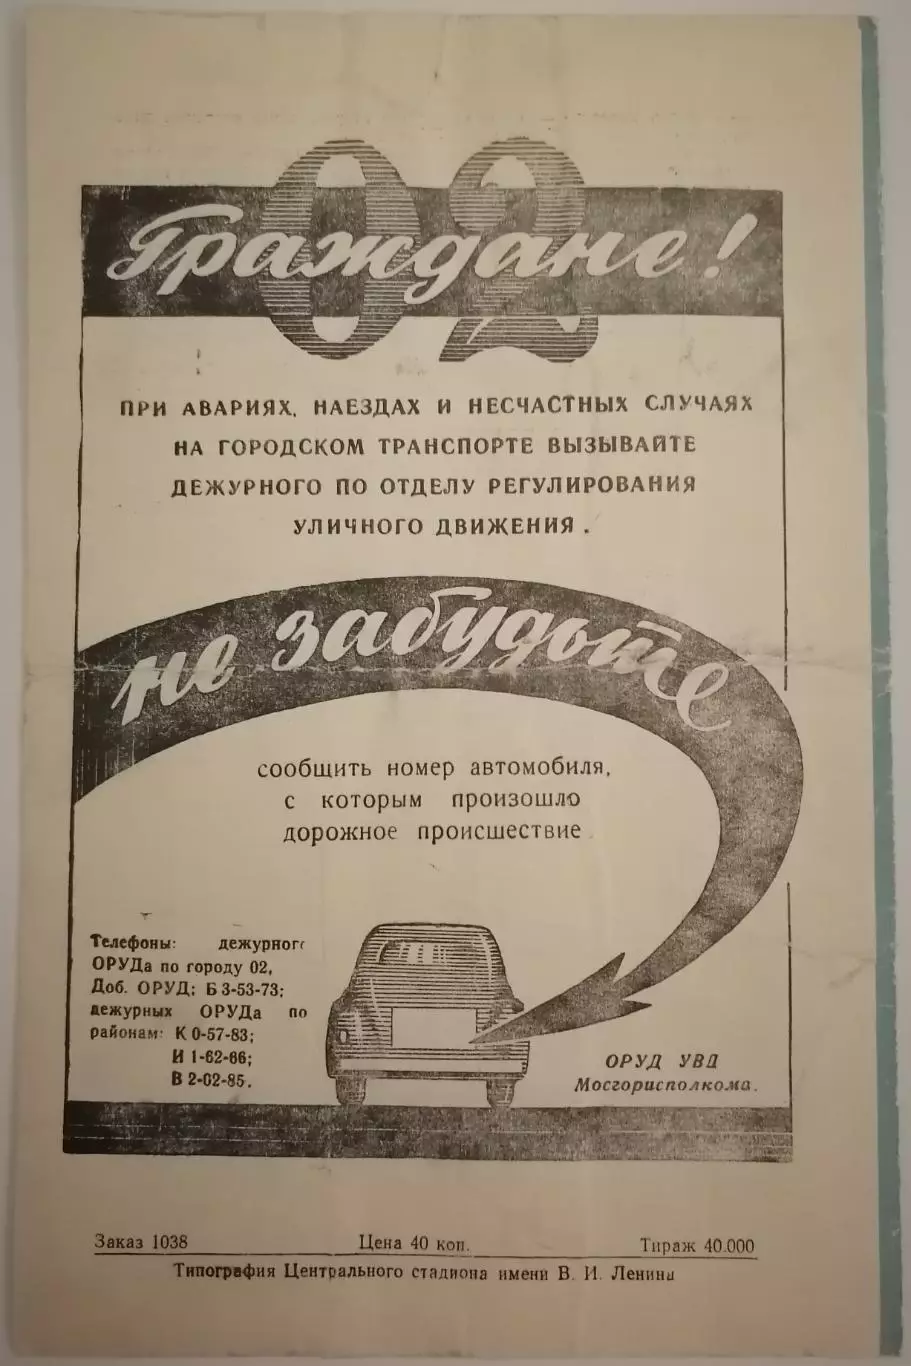 02
Граждане!
ПРИ АВАРИЯХ, НАЕЗДАХ И НЕСЧАСТНЫХ СЛУЧАЯХ
НА ГОРОДСКОМ ТРАНСПОРТЕ ВЫЗЫВАЙТЕ
ДЕЖУРНОГО ПО ОТДЕЛУ РЕГУЛИРОВАНИЯ
УЛИЧНОГО ДВИЖЕНИЯ.
не забудьте
сообщить номер автомобиля,
с которым произошло
дорожное происшествие
Телефоны: дежурного
ОРУДа по городу 02,
Доб. ОРУД; Б 3-53-73;
дежурных ОРУДа по
районам: К 0-57-83;
И 1-62-66;
В 2-02-85.
ОРУД УВД
Мосгорисполкома.
Заказ 1038 Цена 40 коп. Тираж 40.000
Типография Центрального стадиона имени В. И. Ленина